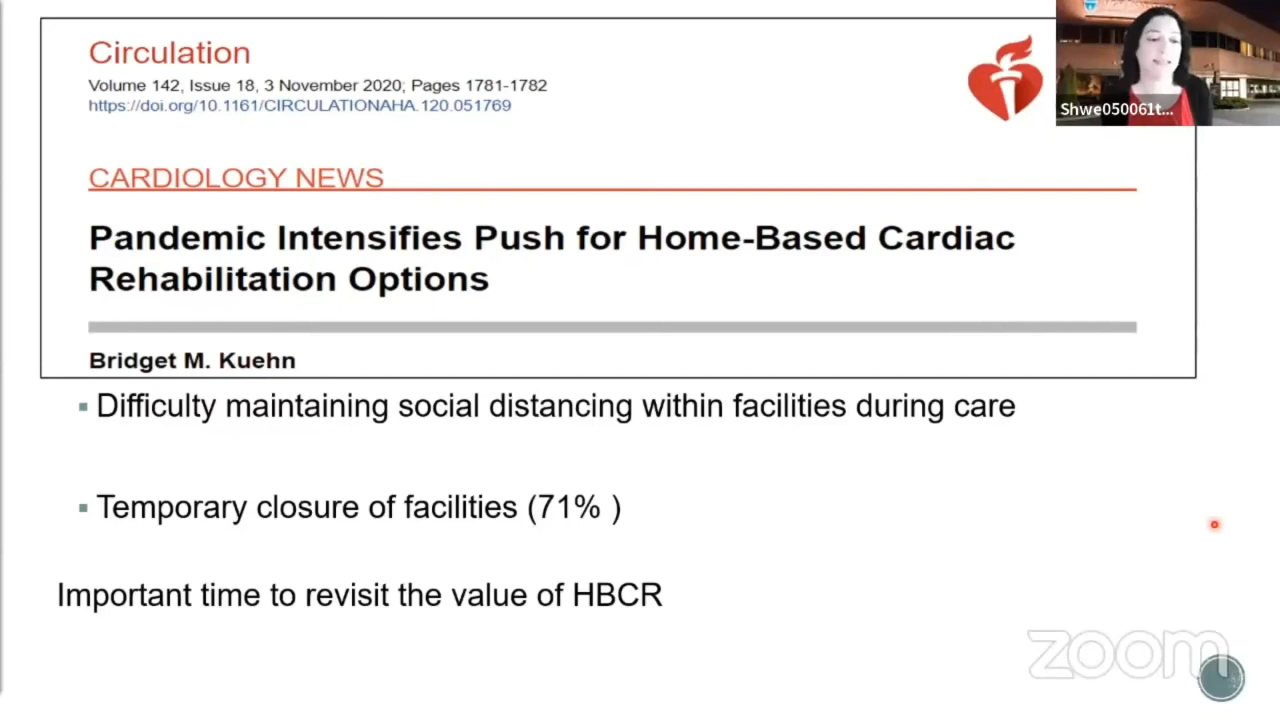 Circulation
Volume 142, Issue 18, 3 November 2020; Pages 1781-1782
https://doi.org/10.1161/CIRCULATIONAHA.120.051769
Shwe050061t...
CARDIOLOGY NEWS
Pandemic Intensifies Push for Home-Based Cardiac
Rehabilitation Options
Bridget M. Kuehn
▪ Difficulty maintaining social distancing within facilities during care
▪ Temporary closure of facilities (71% )
Important time to revisit the value of HBCR
zoom